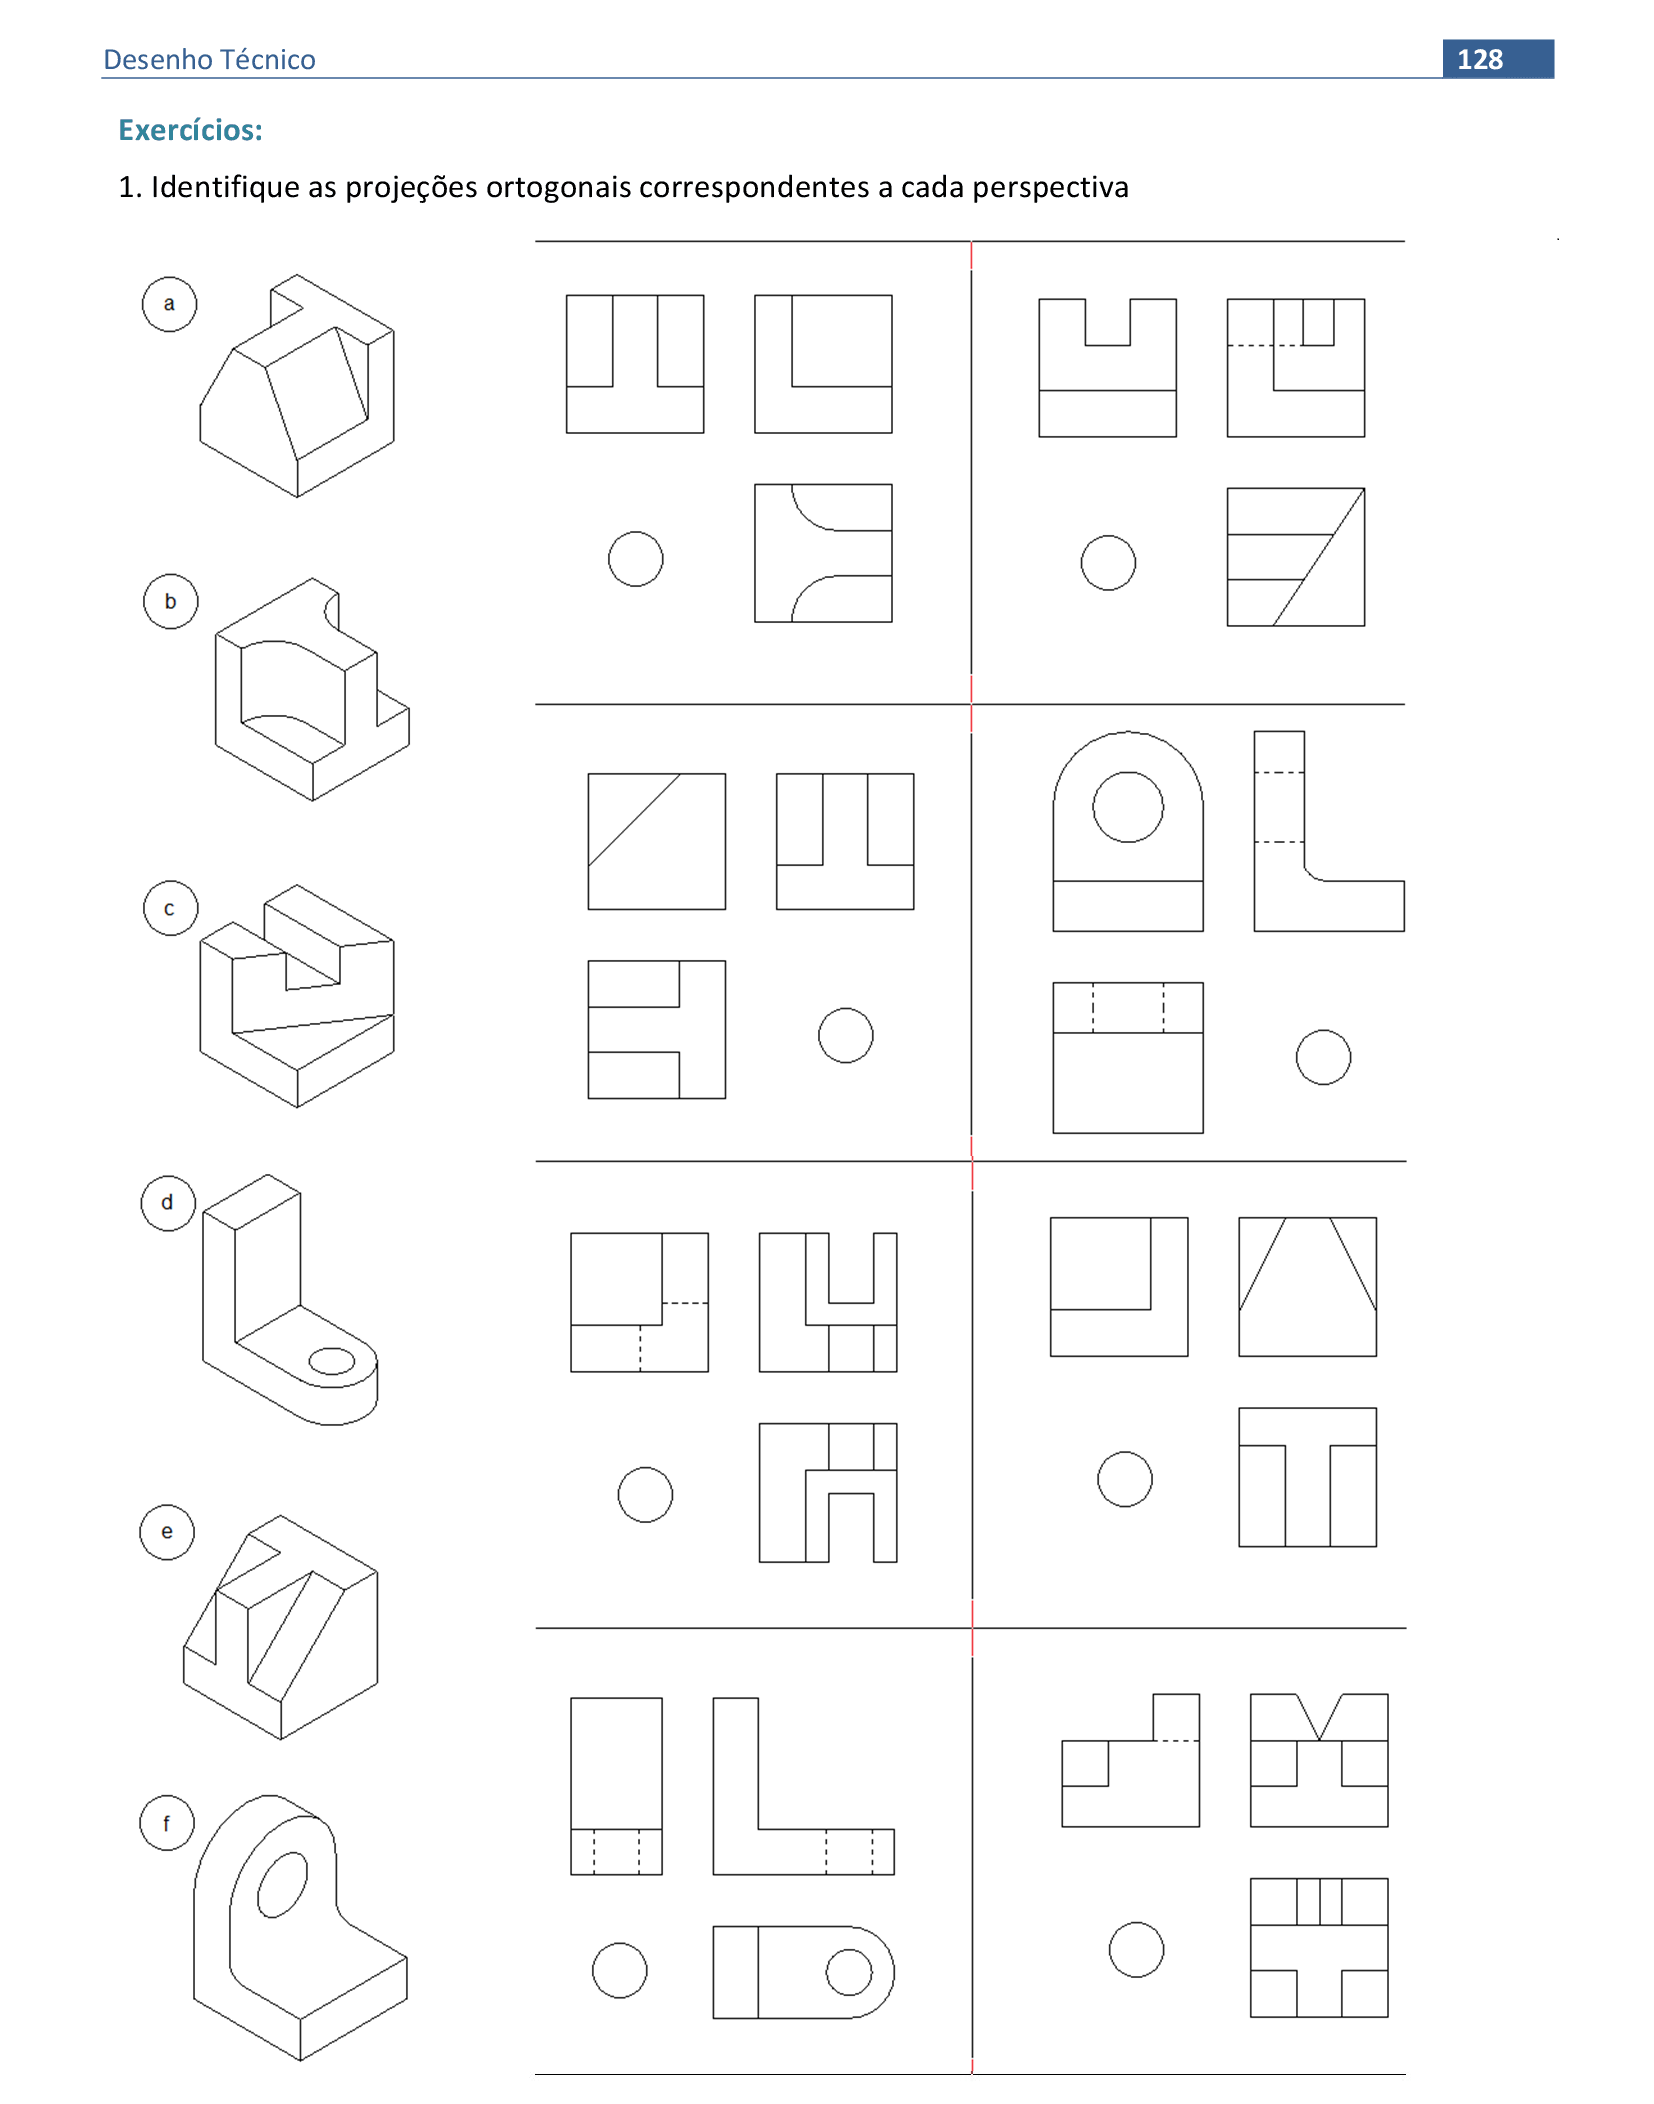 Desenho Técnico 128
Exercícios:
1. Identifique as projeções ortogonais correspondentes a cada perspectiva
a
b
c
d
e
f